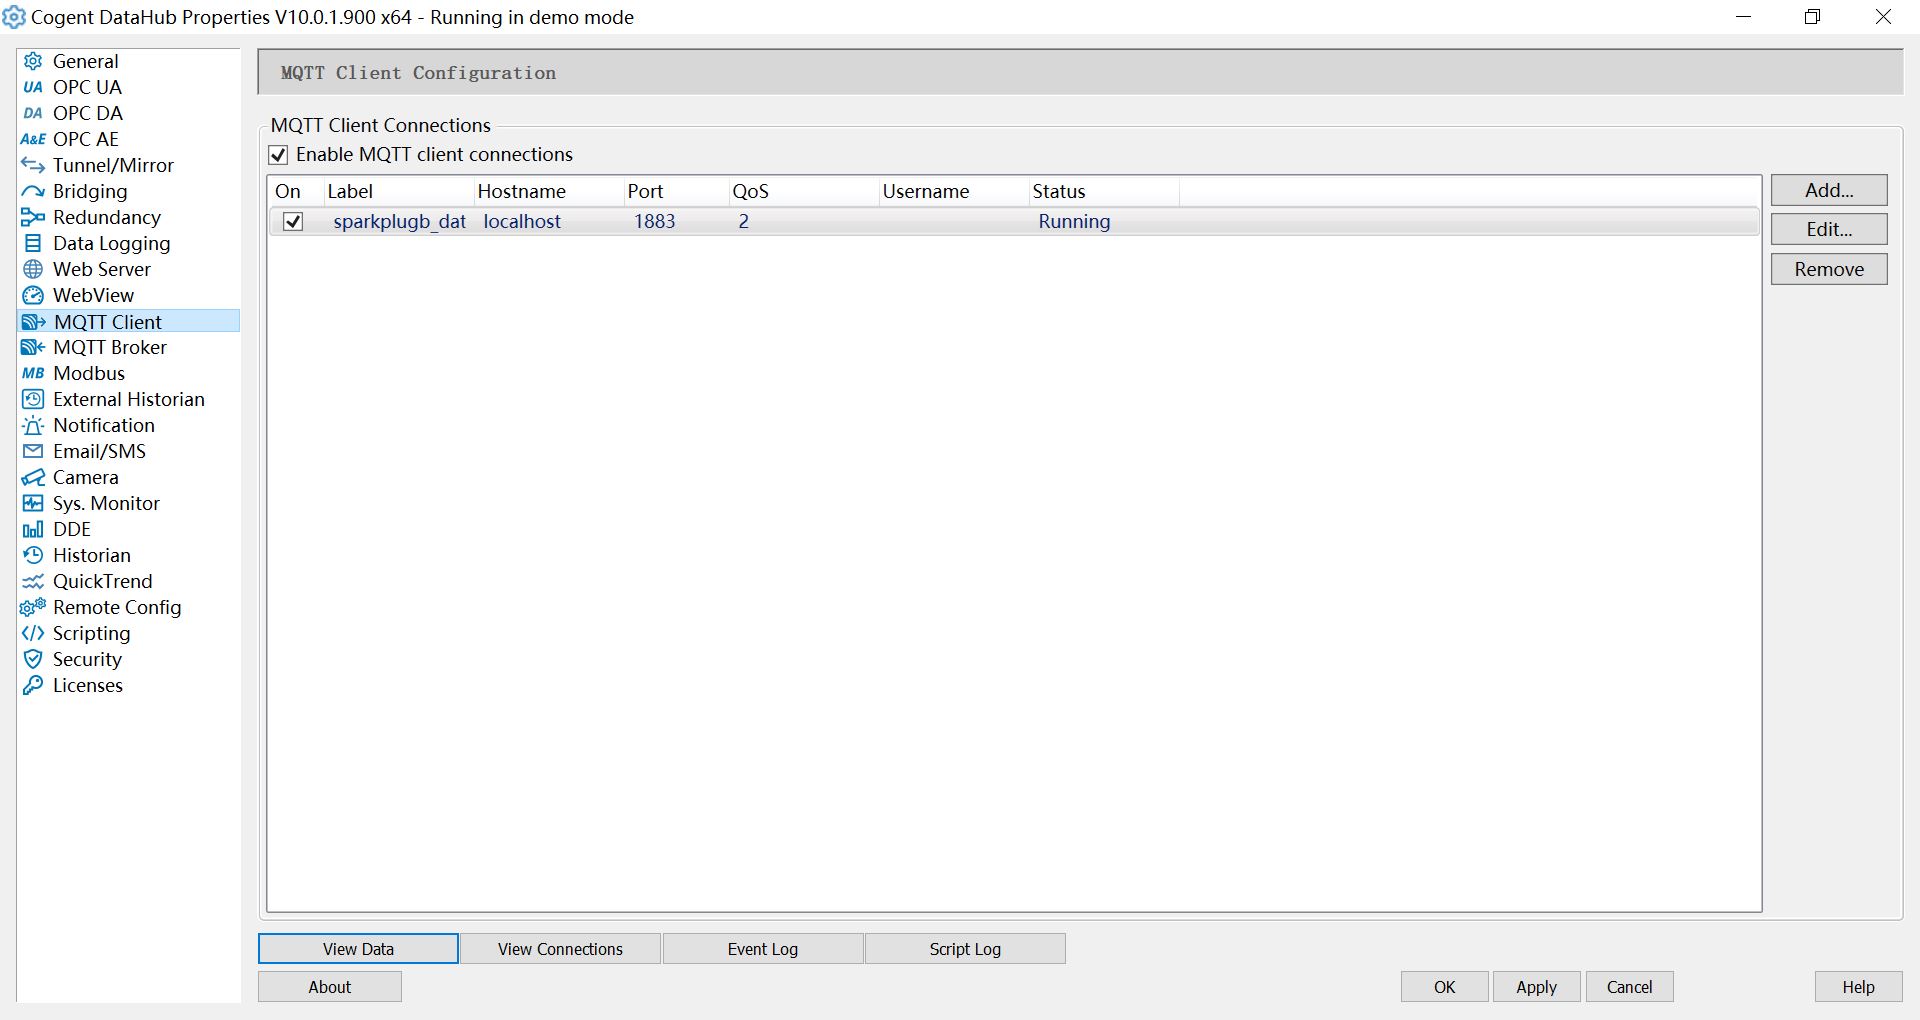 Cogent DataHub Properties V10.0.1.900 x64 - Running in demo mode
General
UA OPC UA
DA OPC DA
A&E OPC AE
Tunnel/Mirror
Bridging
Redundancy
Data Logging
Web Server
WebView
MQTT Client
MQTT Broker
MB Modbus
External Historian
Notification
Email/SMS
Camera
Sys. Monitor
DDE
Historian
QuickTrend
Remote Config
Scripting
Security
Licenses
MQTT Client Configuration
MQTT Client Connections
Enable MQTT client connections
On Label Hostname Port QoS Username Status
sparkplugb_dat localhost 1883 2 Running
Add...
Edit...
Remove
View Data View Connections Event Log Script Log
About OK Apply Cancel Help